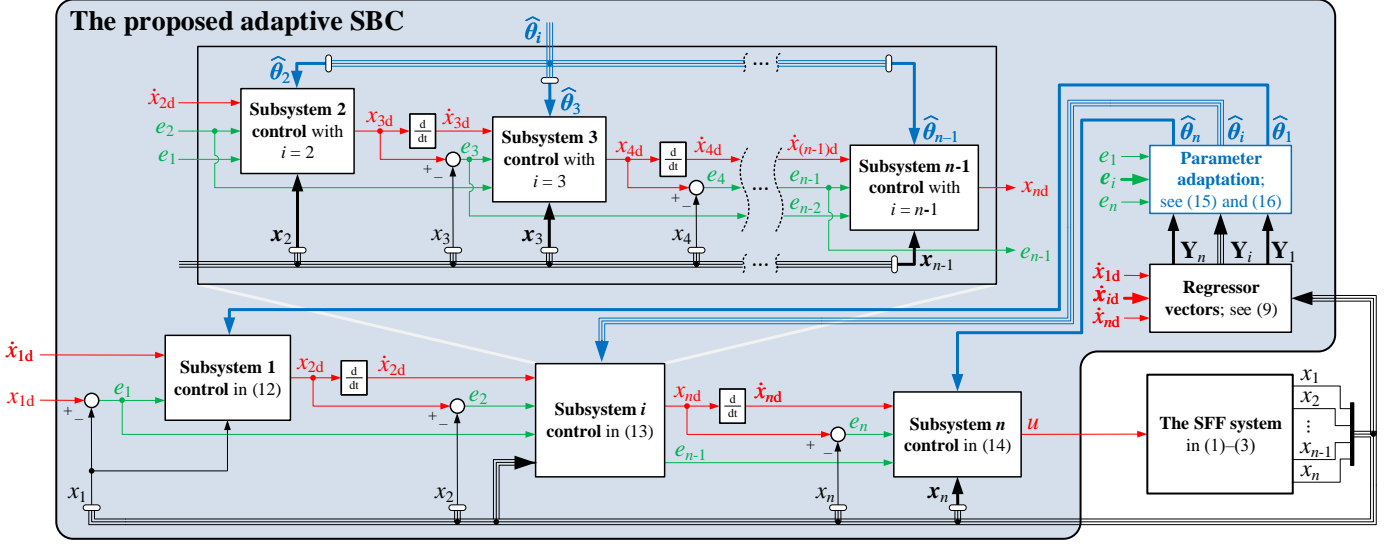 The proposed adaptive SBC
θ̂ᵢ
θ̂₂
θ̂₃
θ̂ₙ₋₁
...
ẋ₂d
e₂
e₁
Subsystem 2
control with
i = 2
x₃d
d/dt
ẋ₃d
e₃
+
−
Subsystem 3
control with
i = 3
x₄d
d/dt
ẋ₄d
e₄
+
−
...
ẋ₍ₙ₋₁₎d
eₙ₋₁
eₙ₋₂
Subsystem n-1
control with
i = n-1
xₙd
eₙ₋₁
x₂
x₃
x₃
x₄
xₙ₋₁
...
θ̂ₙ
θ̂ᵢ
θ̂₁
e₁
eᵢ
eₙ
Parameter
adaptation;
see (15) and (16)
Yₙ
Yᵢ
Y₁
ẋ₁d
ẋᵢd
ẋₙd
Regressor
vectors; see (9)
ẋ₁d
x₁d
+
−
e₁
Subsystem 1
control in (12)
x₂d
d/dt
ẋ₂d
+
−
e₂
Subsystem i
control in (13)
xₙd
d/dt
ẋₙd
+
−
eₙ
eₙ₋₁
Subsystem n
control in (14)
u
The SFF system
in (1)–(3)
x₁
x₂
⋮
xₙ₋₁
xₙ
x₁
x₂
xₙ
xₙ